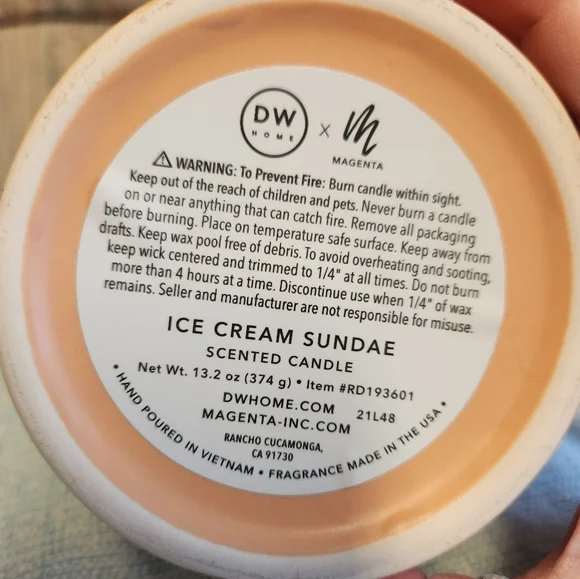 DW
HOME
X
M
MAGENTA
⚠ WARNING: To Prevent Fire: Burn candle within sight.
Keep out of the reach of children and pets. Never burn a candle
on or near anything that can catch fire. Remove all packaging
before burning. Place on temperature safe surface. Keep away from
drafts. Keep wax pool free of debris. To avoid overheating and sooting,
keep wick centered and trimmed to 1/4" at all times. Do not burn
more than 4 hours at a time. Discontinue use when 1/4" of wax
remains. Seller and manufacturer are not responsible for misuse.
ICE CREAM SUNDAE
SCENTED CANDLE
Net Wt. 13.2 oz (374 g) • Item #RD193601
DWHOME.COM 21L48
MAGENTA-INC.COM
RANCHO CUCAMONGA,
CA 91730
• HAND POURED IN VIETNAM • FRAGRANCE MADE IN THE USA •